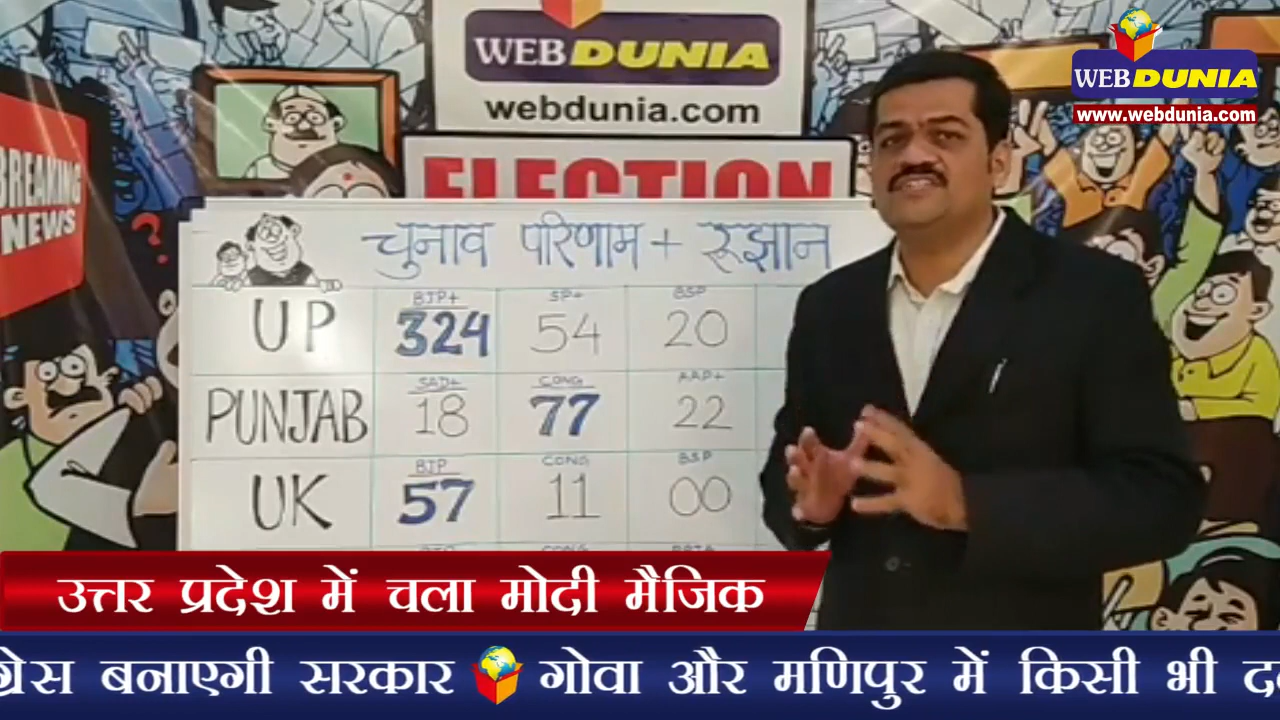 WEBDUNIA
webdunia.com
WEBDUNIA
www.webdunia.com
BREAKING
NEWS
ELECTION
चुनाव परिणाम + रूझान
BJP+ SP+ BSP
UP 324 54 20
SAD+ CONG AAP+
PUNJAB 18 77 22
BJP CONG BSP
UK 57 11 00
उत्तर प्रदेश में चला मोदी मैजिक
बनाएगी सरकार गोवा और मणिपुर में किसी भी